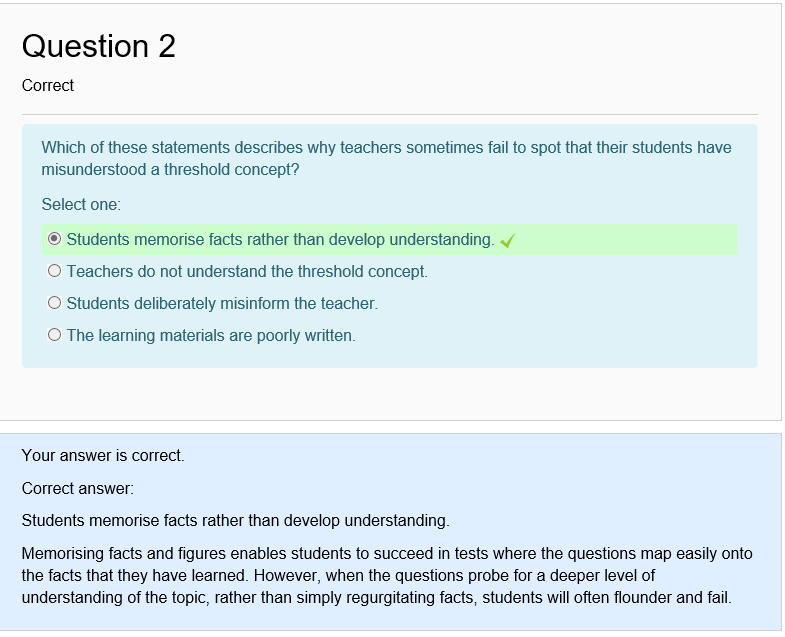 Question 2
Correct
Which of these statements describes why teachers sometimes fail to spot that their students have
misunderstood a threshold concept?
Select one:
Students memorise facts rather than develop understanding.
Teachers do not understand the threshold concept.
Students deliberately misinform the teacher.
The learning materials are poorly written.
Your answer is correct.
Correct answer:
Students memorise facts rather than develop understanding.
Memorising facts and figures enables students to succeed in tests where the questions map easily onto
the facts that they have learned. However, when the questions probe for a deeper level of
understanding of the topic, rather than simply regurgitating facts, students will often flounder and fail.